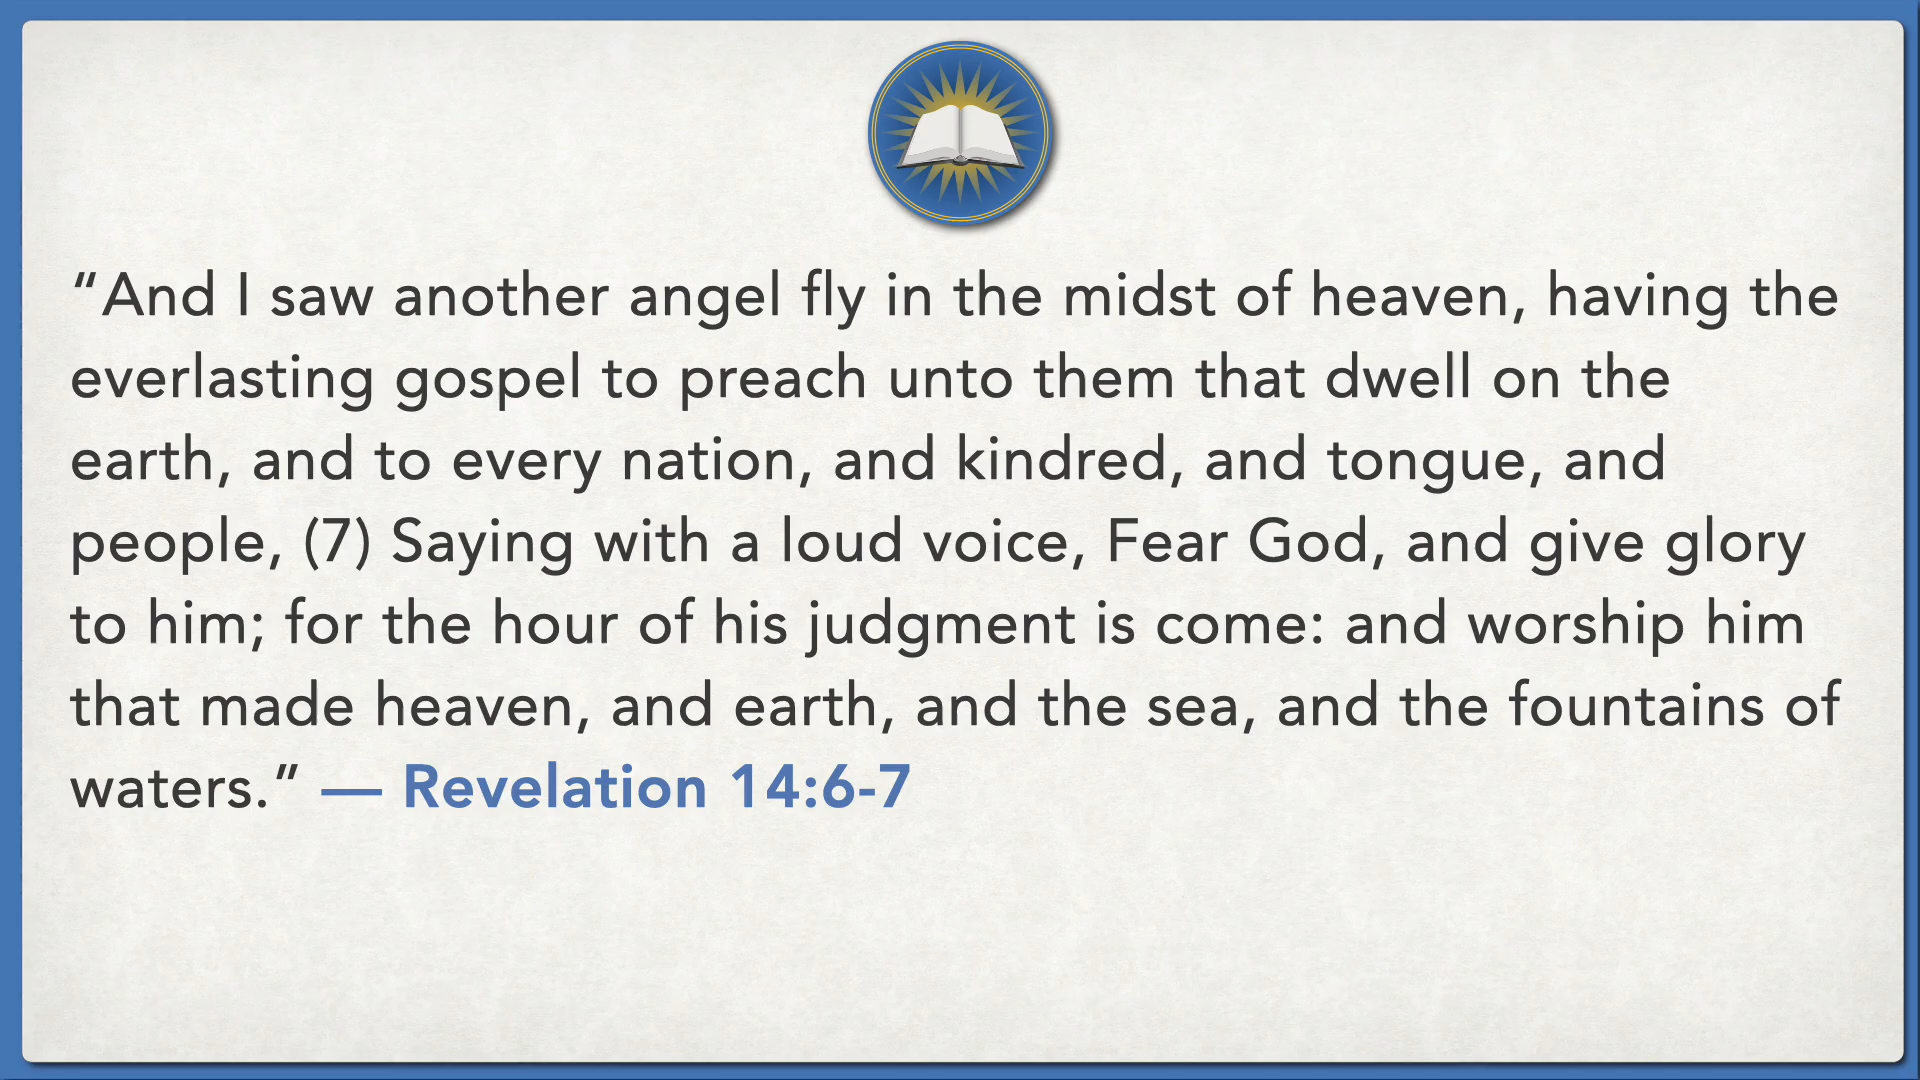 “And I saw another angel fly in the midst of heaven, having the
everlasting gospel to preach unto them that dwell on the
earth, and to every nation, and kindred, and tongue, and
people, (7) Saying with a loud voice, Fear God, and give glory
to him; for the hour of his judgment is come: and worship him
that made heaven, and earth, and the sea, and the fountains of
waters.” — Revelation 14:6-7